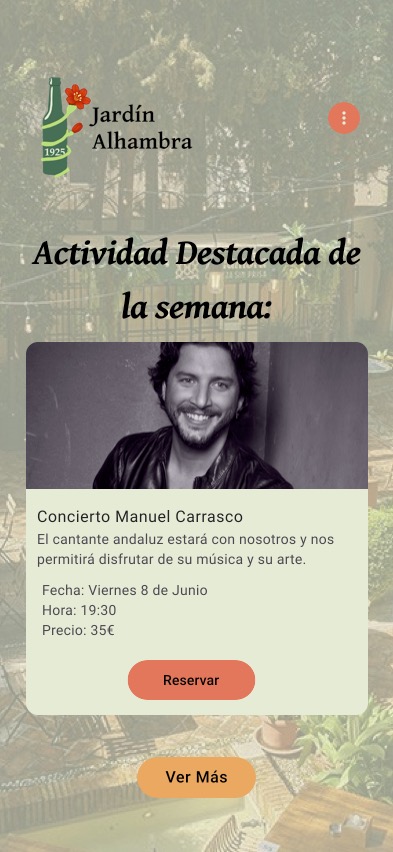 1925
Jardín
Alhambra
Actividad Destacada de
la semana:
Concierto Manuel Carrasco
El cantante andaluz estará con nosotros y nos
permitirá disfrutar de su música y su arte.
Fecha: Viernes 8 de Junio
Hora: 19:30
Precio: 35€
Reservar
Ver Más